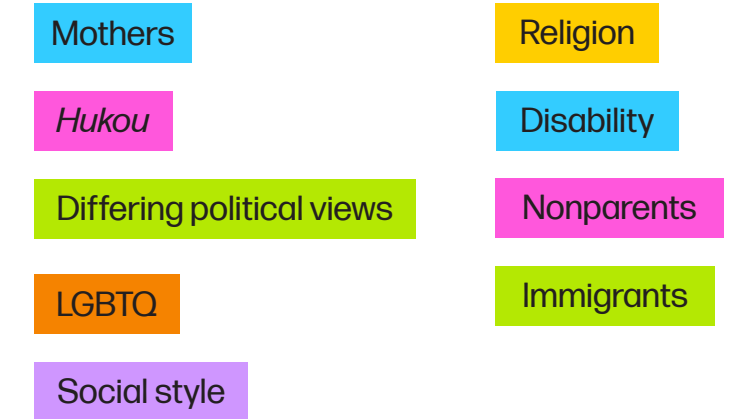 Mothers
Hukou
Differing political views
LGBTQ
Social style
Religion
Disability
Nonparents
Immigrants